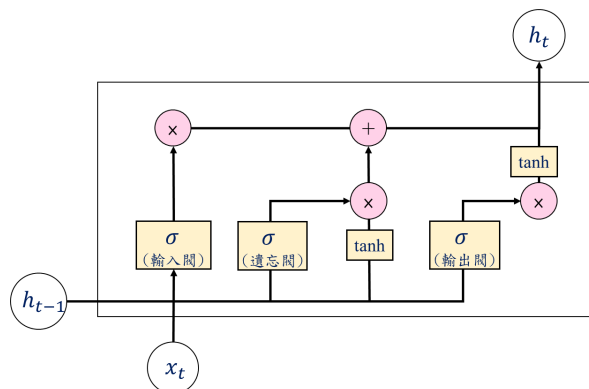 h_t
×
+
tanh
×
×
σ
(輸入閥)
σ
(遺忘閥)
tanh
σ
(輸出閥)
h_{t-1}
x_t